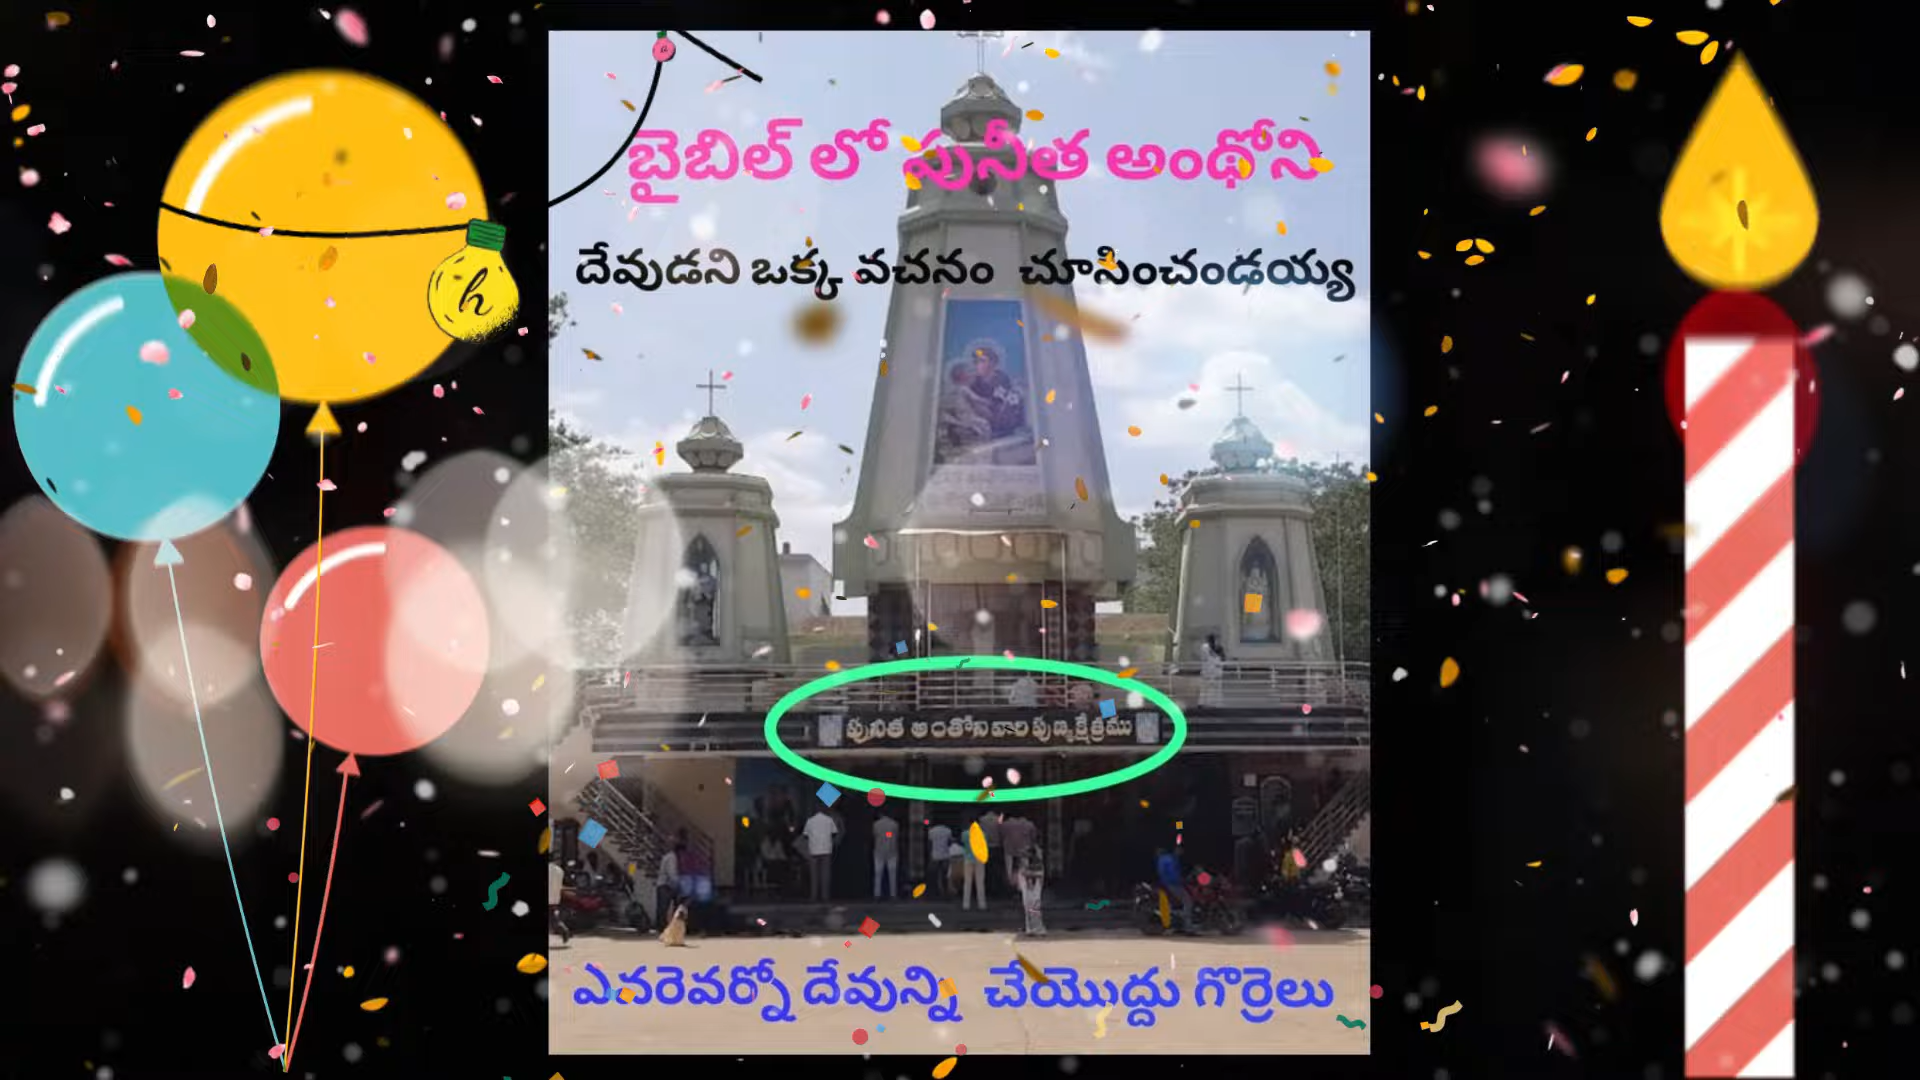 బైబిల్ లో పునీత అంథోని
దేవుడని ఒక్క వచనం చూసించండయ్య
h
పునిత అంతోని వారి పుణ్యక్షేత్రము
ఎవరెవర్నో దేవున్ని చేయొద్దు గొర్రెలు